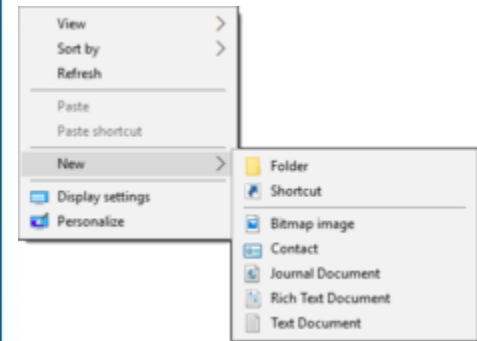 View
Sort by
Refresh
Paste
Paste shortcut
New
Display settings
Personalize
Folder
Shortcut
Bitmap image
Contact
Journal Document
Rich Text Document
Text Document